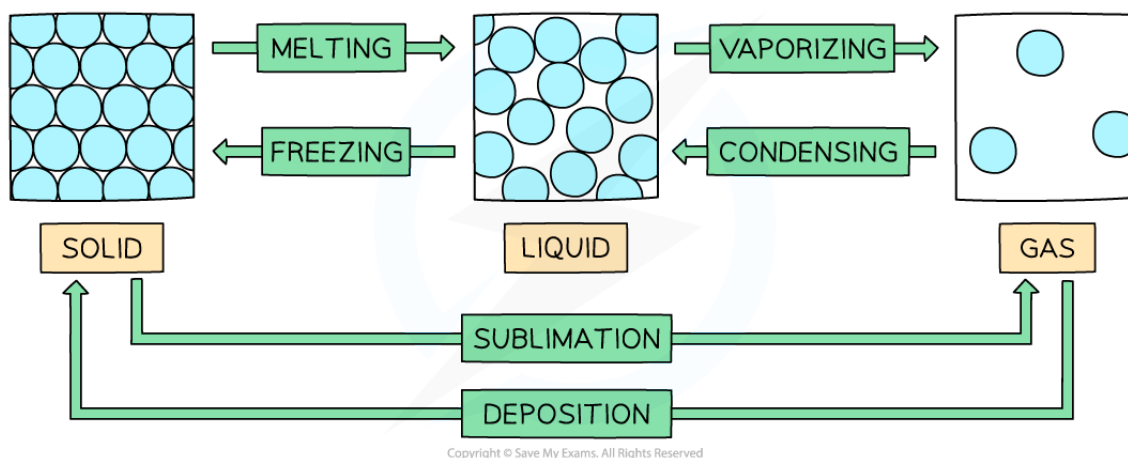 MELTING
VAPORIZING
FREEZING
CONDENSING
SOLID
LIQUID
GAS
SUBLIMATION
DEPOSITION
Copyright © Save My Exams. All Rights Reserved